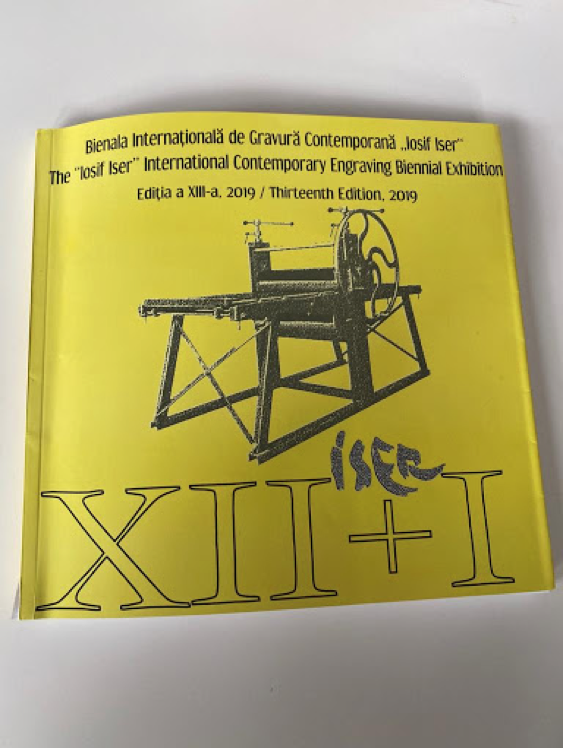 Bienala Internațională de Gravură Contemporană „Iosif Iser"
The "Iosif Iser" International Contemporary Engraving Biennial Exhibition
Ediția a XIII-a, 2019 / Thirteenth Edition, 2019
iSER
XII+I